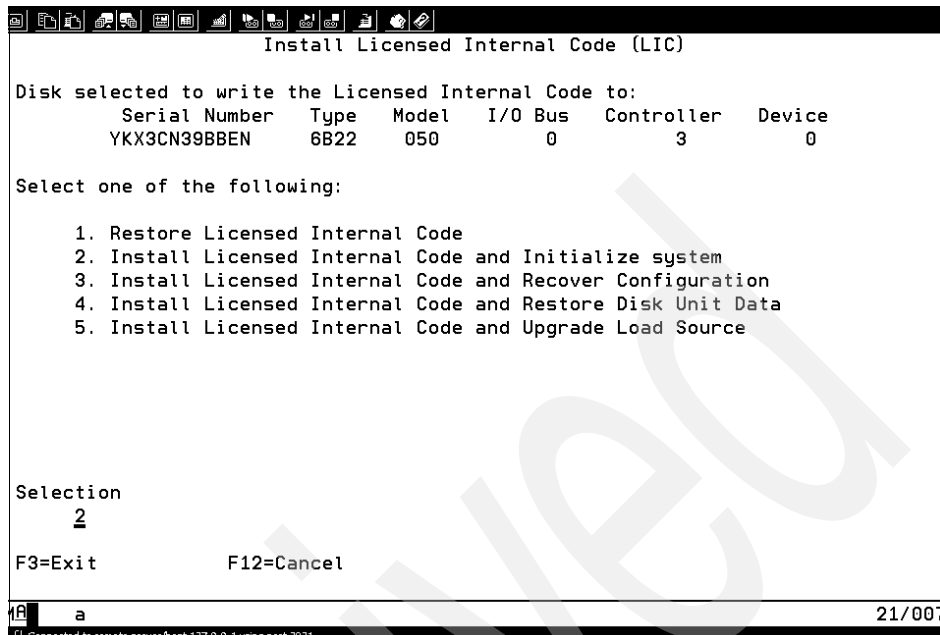 Install Licensed Internal Code (LIC)
Disk selected to write the Licensed Internal Code to:
Serial Number Type Model I/O Bus Controller Device
YKX3CN39BBEN 6B22 050 0 3 0
Select one of the following:
1. Restore Licensed Internal Code
2. Install Licensed Internal Code and Initialize system
3. Install Licensed Internal Code and Recover Configuration
4. Install Licensed Internal Code and Restore Disk Unit Data
5. Install Licensed Internal Code and Upgrade Load Source
Selection
2
F3=Exit F12=Cancel
a 21/007